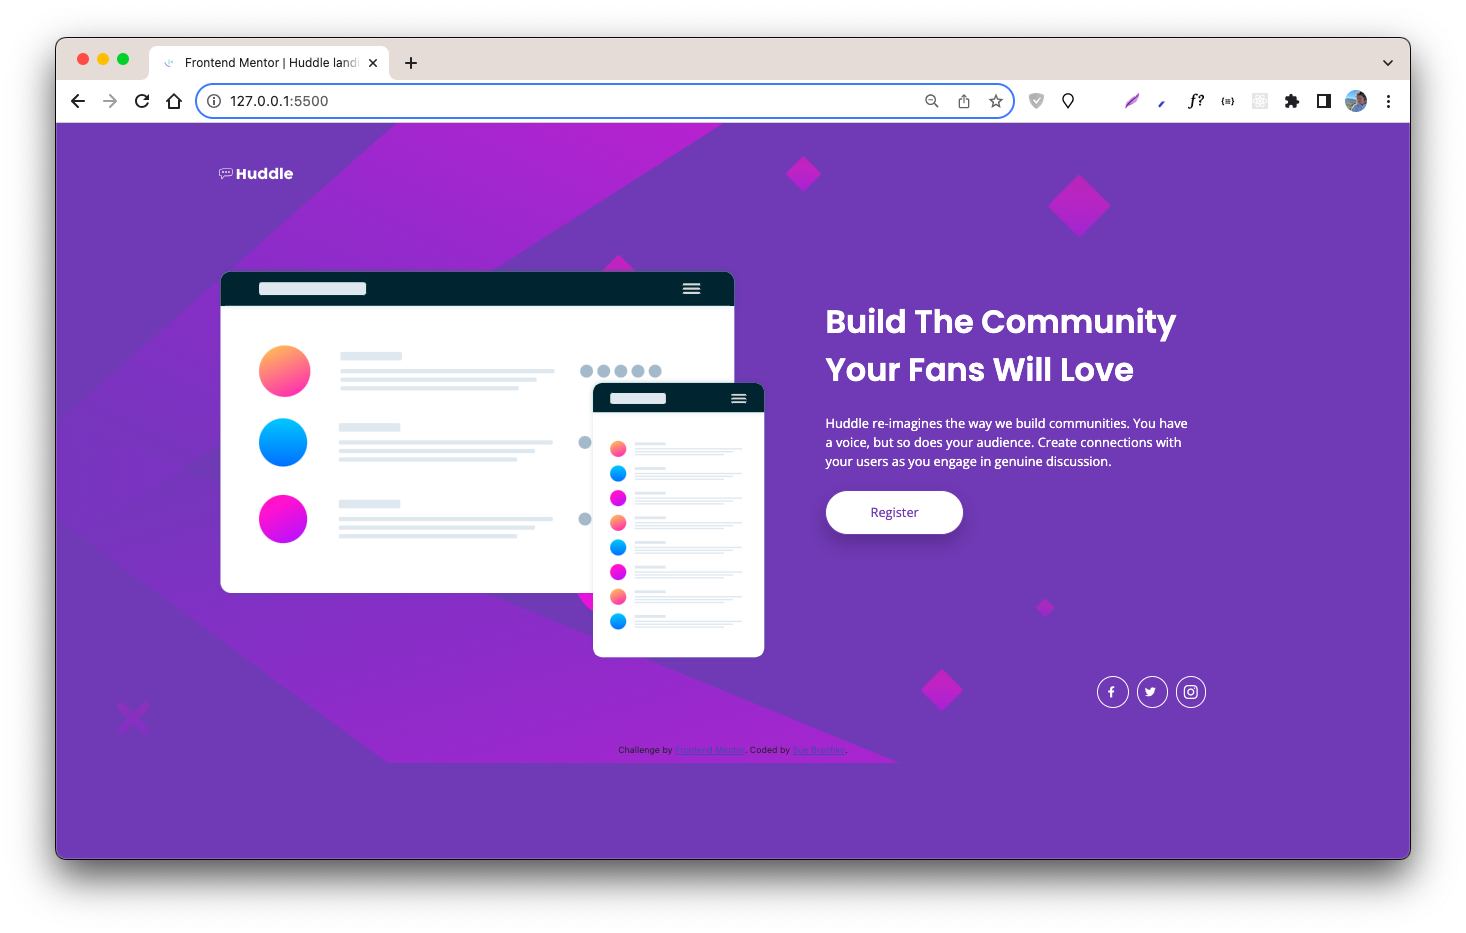 Frontend Mentor | Huddle landi
127.0.0.1:5500
f?
Huddle
Build The Community
Your Fans Will Love
Huddle re-imagines the way we build communities. You have
a voice, but so does your audience. Create connections with
your users as you engage in genuine discussion.
Register
Challenge by Frontend Mentor. Coded by